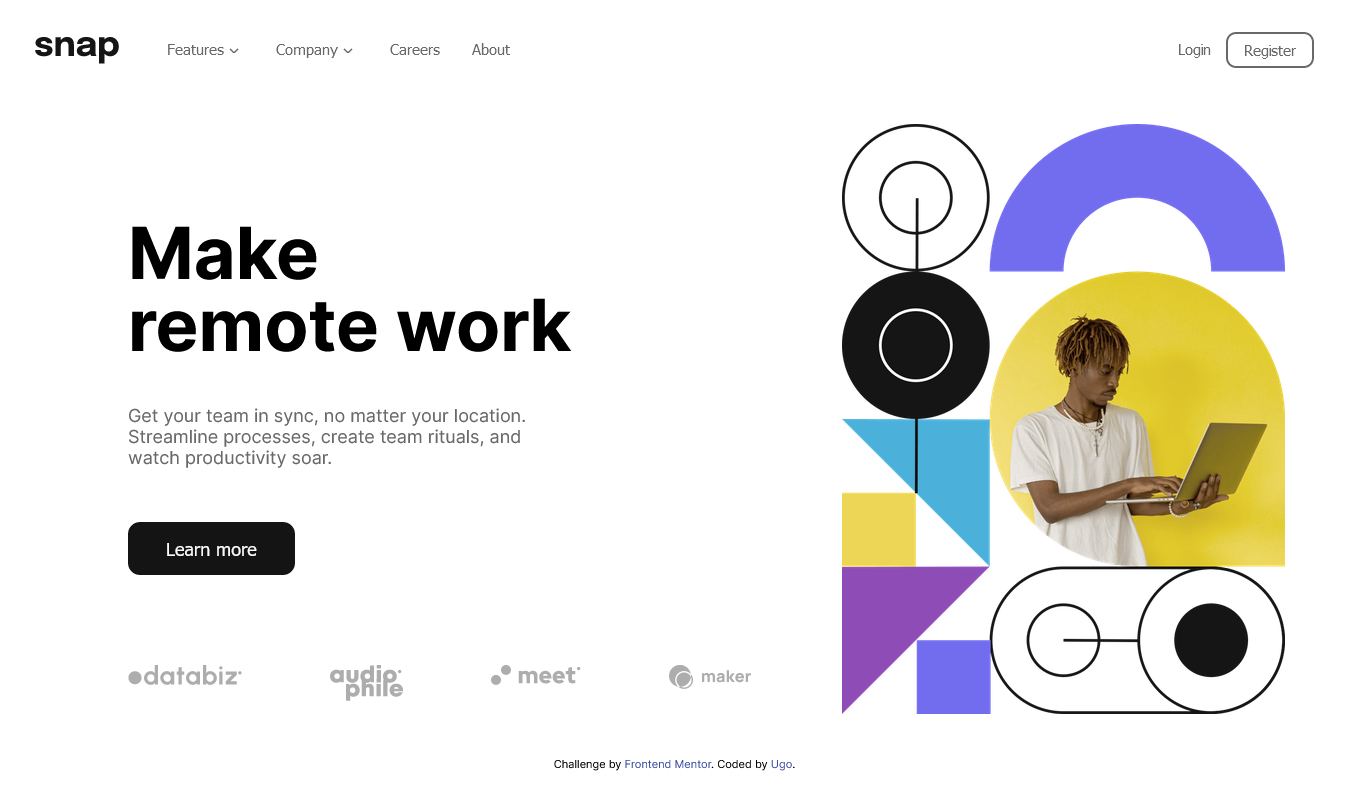 snap
Features
Company
Careers
About
Login
Register
Make
remote work
Get your team in sync, no matter your location.
Streamline processes, create team rituals, and
watch productivity soar.
Learn more
databiz
audio
phile
meet
maker
Challenge by Frontend Mentor. Coded by Ugo.